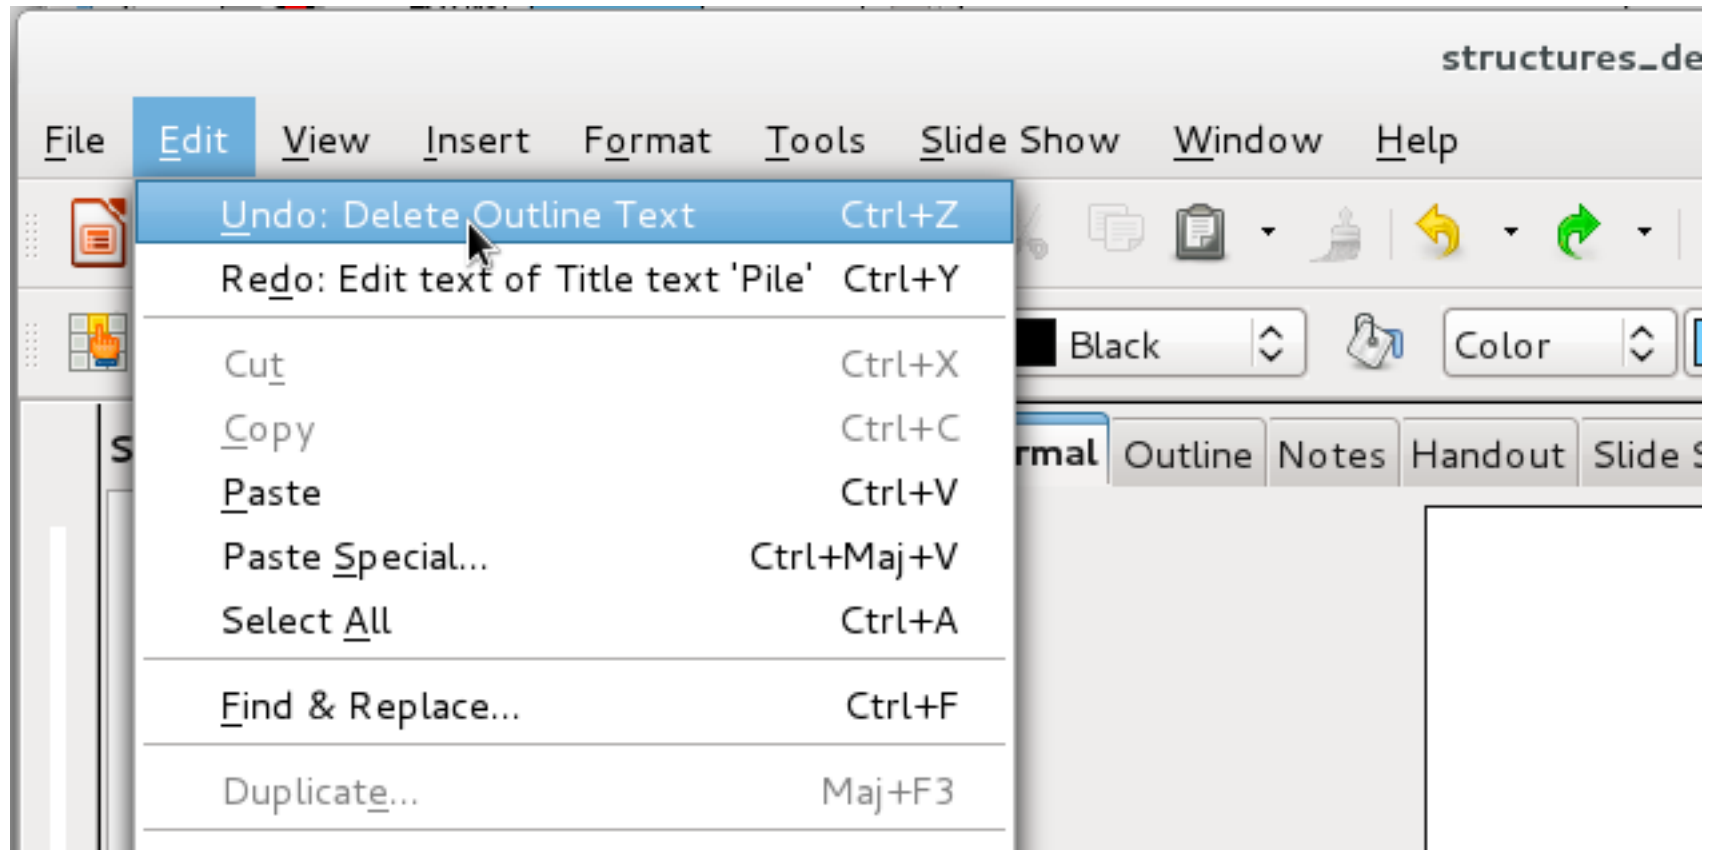 structures_de
File Edit View Insert Format Tools Slide Show Window Help
Undo: Delete Outline Text Ctrl+Z
Redo: Edit text of Title text 'Pile' Ctrl+Y
Black
Color
Cut Ctrl+X
Copy Ctrl+C
S
rmal Outline Notes Handout Slide S
Paste Ctrl+V
Paste Special... Ctrl+Maj+V
Select All Ctrl+A
Find & Replace... Ctrl+F
Duplicate... Maj+F3